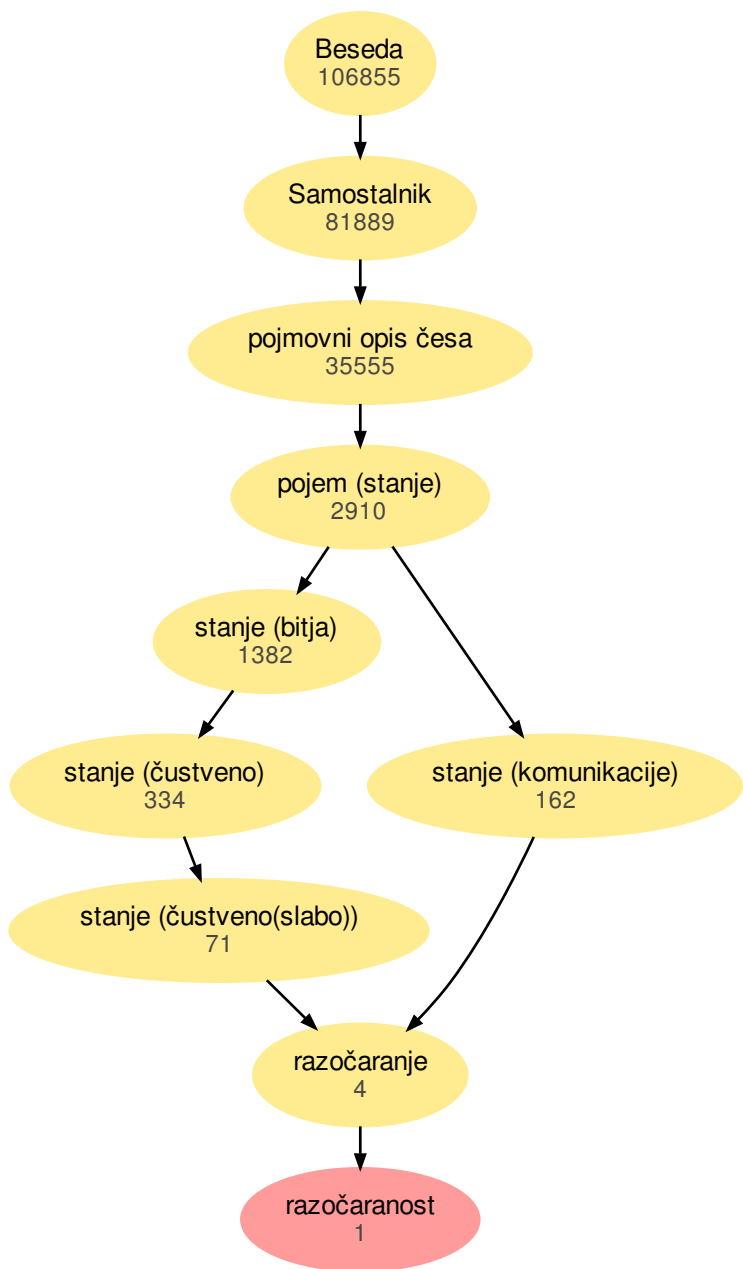 Beseda
106855
Samostalnik
81889
pojmovni opis česa
35555
pojem (stanje)
2910
stanje (bitja)
1382
stanje (čustveno)
334
stanje (komunikacije)
162
stanje (čustveno(slabo))
71
razočaranje
4
razočaranost
1